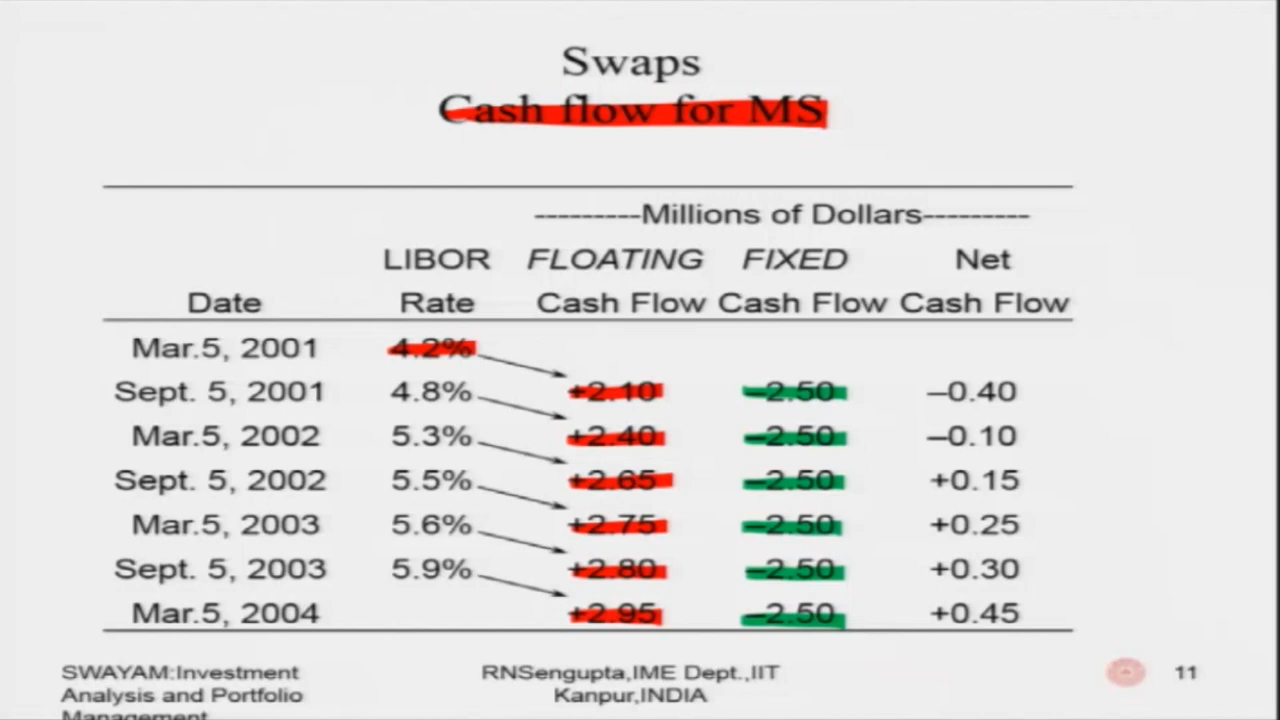 Swaps
Cash flow for MS
---------Millions of Dollars---------
LIBOR FLOATING FIXED Net
Date Rate Cash Flow Cash Flow Cash Flow
Mar.5, 2001 4.2%
Sept. 5, 2001 4.8% +2.10 –2.50 –0.40
Mar.5, 2002 5.3% +2.40 –2.50 –0.10
Sept. 5, 2002 5.5% +2.65 –2.50 +0.15
Mar.5, 2003 5.6% +2.75 –2.50 +0.25
Sept. 5, 2003 5.9% +2.80 –2.50 +0.30
Mar.5, 2004 +2.95 –2.50 +0.45
SWAYAM:Investment
Analysis and Portfolio
Management
RNSengupta,IME Dept.,IIT
Kanpur,INDIA
11